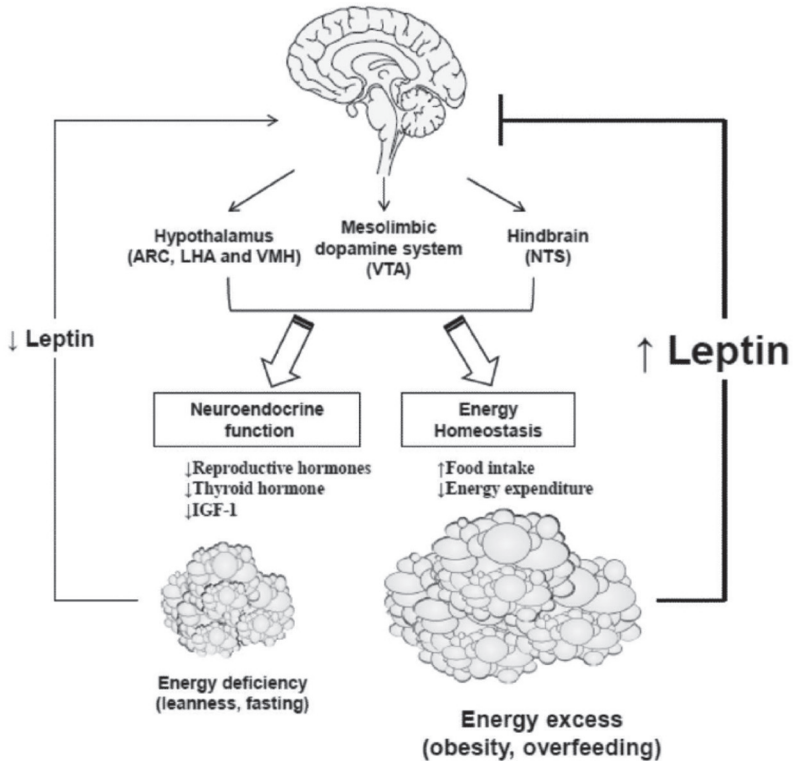 Hypothalamus
(ARC, LHA and VMH)
Mesolimbic
dopamine system
(VTA)
Hindbrain
(NTS)
↓ Leptin
↑ Leptin
Neuroendocrine
function
Energy
Homeostasis
↓Reproductive hormones
↓Thyroid hormone
↓IGF-1
↑Food intake
↓Energy expenditure
Energy deficiency
(leanness, fasting)
Energy excess
(obesity, overfeeding)